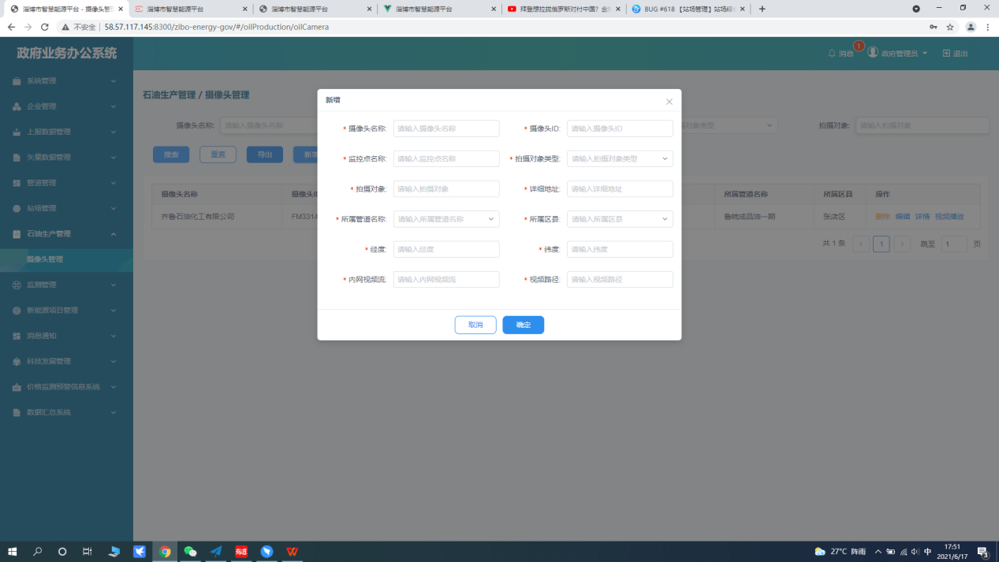 淄博市智慧能源平台 - 摄像头管
淄博市智慧能源平台
淄博市智慧能源平台
淄博市智慧能源平台
拜登想拉拢俄罗斯对付中国？金
BUG #618 【站场管理】站场综
不安全 | 58.57.117.145:8300/zibo-energy-gov/#/oilProduction/oilCamera
政府业务办公系统
消息 1 政府管理员 退出
系统管理
企业管理
上报数据管理
矢量数据管理
管道管理
站场管理
石油生产管理
摄像头管理
监测管理
新能源项目管理
消息通知
科技发展管理
价格监测预警信息系统
数据汇总系统
石油生产管理 / 摄像头管理
摄像头名称: 请输入摄像头名称
对象类型
拍摄对象: 请输入拍摄对象
搜索 重置 导出 新增
摄像头名称 摄像头ID 所属管道名称 所属区县 操作
齐鲁石油化工有限公司 FM3314 鲁皖成品油一期 张店区 删除 编辑 详情 视频播放
共 1 条 < 1 > 跳至 1 页
新增
* 摄像头名称: 请输入摄像头名称 * 摄像头ID: 请输入摄像头ID
* 监控点名称: 请输入监控点名称 * 拍摄对象类型: 请输入拍摄对象类型
* 拍摄对象: 请输入拍摄对象 * 详细地址: 请输入详细地址
* 所属管道名称: 请输入所属管道名称 * 所属区县: 请输入所属区县
* 经度: 请输入经度 * 纬度: 请输入纬度
* 内网视频流: 请输入内网视频流 * 视频路径: 请输入视频路径
取消 确定
有道
27°C 阵雨 中 17:51
2021/6/17
3